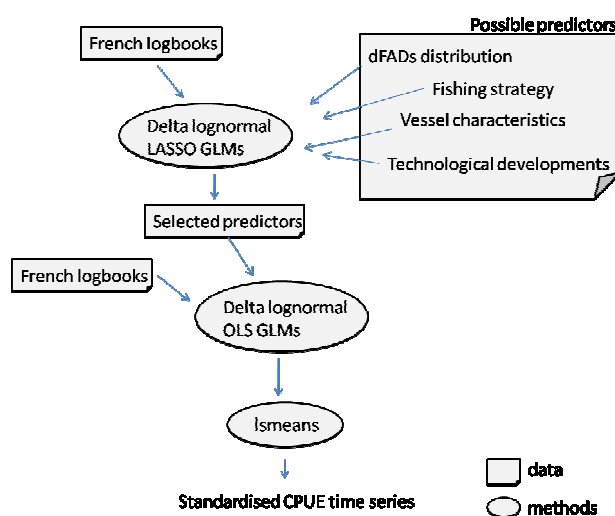 Possible predictors
French logbooks
dFADs distribution
Fishing strategy
Vessel characteristics
Technological developments
Delta lognormal
LASSO GLMs
Selected predictors
French logbooks
Delta lognormal
OLS GLMs
lsmeans
Standardised CPUE time series
data
methods